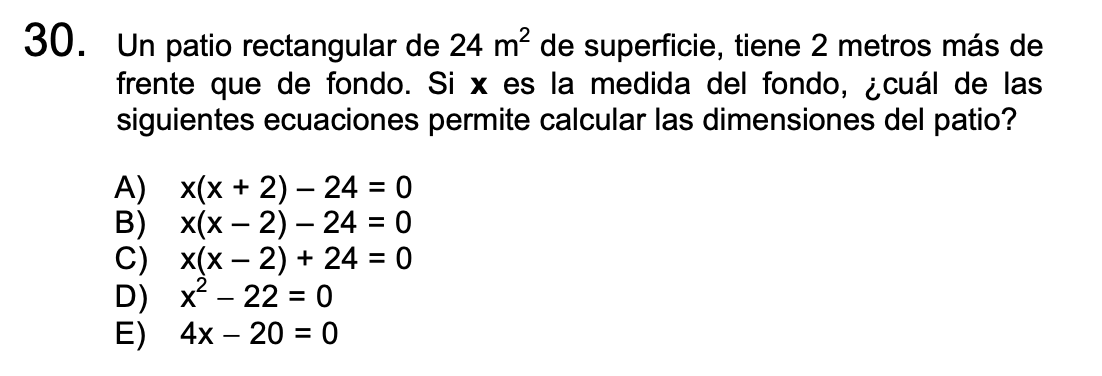 30. Un patio rectangular de 24 m² de superficie, tiene 2 metros más de
frente que de fondo. Si x es la medida del fondo, ¿cuál de las
siguientes ecuaciones permite calcular las dimensiones del patio?
A) x(x + 2) – 24 = 0
B) x(x – 2) – 24 = 0
C) x(x – 2) + 24 = 0
D) x² – 22 = 0
E) 4x – 20 = 0